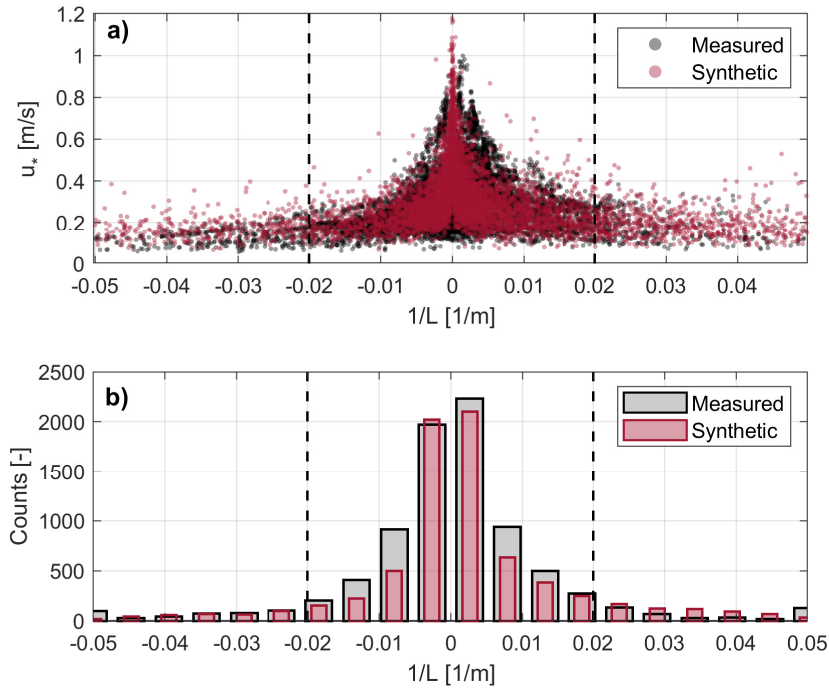 a)
Measured
Synthetic
u* [m/s]
1.2
1
0.8
0.6
0.4
0.2
0
-0.05 -0.04 -0.03 -0.02 -0.01 0 0.01 0.02 0.03 0.04
1/L [1/m]
b)
Measured
Synthetic
Counts [-]
2500
2000
1500
1000
500
0
-0.05 -0.04 -0.03 -0.02 -0.01 0 0.01 0.02 0.03 0.04 0.05
1/L [1/m]